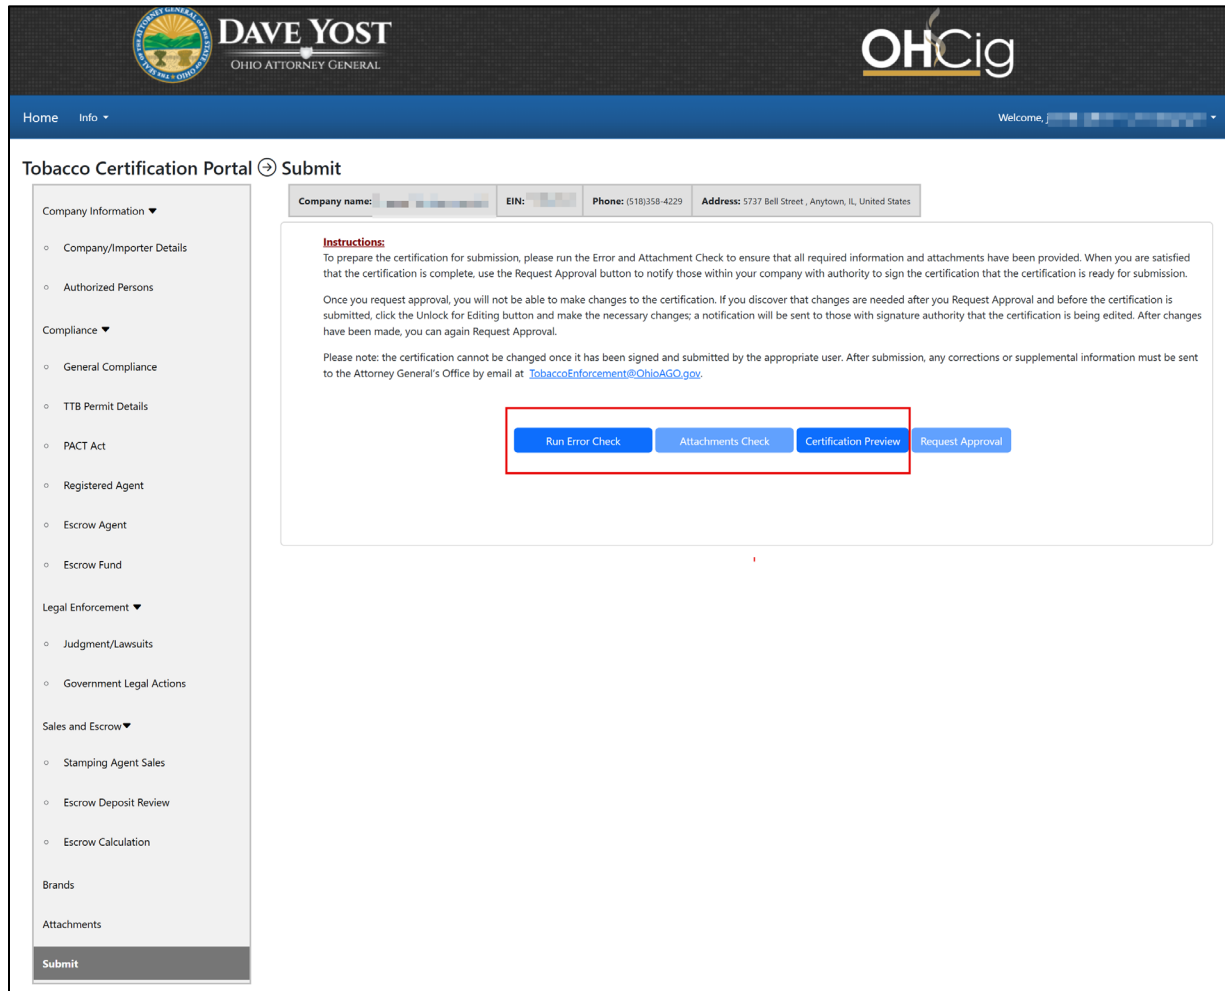 DAVE YOST
OHIO ATTORNEY GENERAL
OHCig
Home Info
Welcome,
Tobacco Certification Portal Submit
Company Information
Company/Importer Details
Authorized Persons
Compliance
General Compliance
TTB Permit Details
PACT Act
Registered Agent
Escrow Agent
Escrow Fund
Legal Enforcement
Judgment/Lawsuits
Government Legal Actions
Sales and Escrow
Stamping Agent Sales
Escrow Deposit Review
Escrow Calculation
Brands
Attachments
Submit
Company name: EIN: Phone: (518)358-4229 Address: 5737 Bell Street , Anytown, IL, United States
Instructions:
To prepare the certification for submission, please run the Error and Attachment Check to ensure that all required information and attachments have been provided. When you are satisfied
that the certification is complete, use the Request Approval button to notify those within your company with authority to sign the certification that the certification is ready for submission.
Once you request approval, you will not be able to make changes to the certification. If you discover that changes are needed after you Request Approval and before the certification is
submitted, click the Unlock for Editing button and make the necessary changes; a notification will be sent to those with signature authority that the certification is being edited. After changes
have been made, you can again Request Approval.
Please note: the certification cannot be changed once it has been signed and submitted by the appropriate user. After submission, any corrections or supplemental information must be sent
to the Attorney General's Office by email at TobaccoEnforcement@OhioAGO.gov.
Run Error Check Attachments Check Certification Preview Request Approval